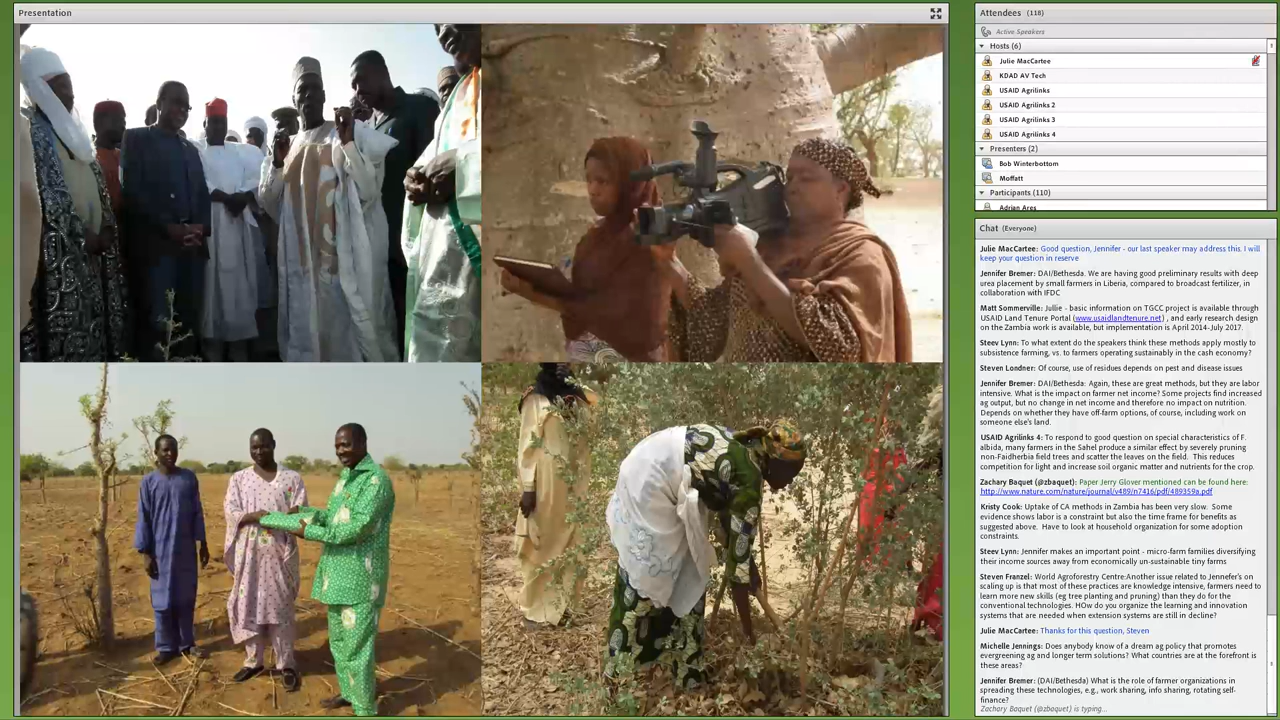 Presentation
Attendees (118)
Active Speakers
Hosts (6)
Julie MacCartee
KDAD AV Tech
USAID Agrilinks
USAID Agrilinks 2
USAID Agrilinks 3
USAID Agrilinks 4
Presenters (2)
Bob Winterbottom
Moffatt
Participants (110)
Adrian Ares
Chat (Everyone)
Julie MacCartee: Good question, Jennifer - our last speaker may address this. I will
keep your question in reserve
Jennifer Bremer: DAI/Bethesda. We are having good preliminary results with deep
urea placement by small farmers in Liberia, compared to broadcast fertilizer, in
collaboration with IFDC
Matt Sommerville: Jullie - basic information on TGCC project is available through
USAID Land Tenure Portal (www.usaidlandtenure.net) , and early research design
on the Zambia work is available, but implementation is April 2014-July 2017.
Steev Lynn: To what extent do the speakers think these methods apply mostly to
subsistence farming, vs. to farmers operating sustainably in the cash economy?
Steven Londner: Of course, use of residues depends on pest and disease issues
Jennifer Bremer: DAI/Bethesda: Again, these are great methods, but they are labor
intensive. What is the impact on farmer net income? Some projects find increased
ag output, but no change in net income and therefore no impact on nutrition.
Depends on whether they have off-farm options, of course, including work on
someone else's land.
USAID Agrilinks 4: To respond to good question on special characteristics of F.
albida, many farmers in the Sahel produce a similar effect by severely pruning
non-Faidherbia field trees and scatter the leaves on the field. This reduces
competition for light and increase soil organic matter and nutrients for the crop.
Zachary Baquet (@zbaquet): Paper Jerry Glover mentioned can be found here:
http://www.nature.com/nature/journal/v489/n7416/pdf/489359a.pdf
Kristy Cook: Uptake of CA methods in Zambia has been very slow. Some
evidence shows labor is a constraint but also the time frame for benefits as
suggested above. Have to look at household organization for some adoption
constraints.
Steev Lynn: Jennifer makes an important point - micro-farm families diversifying
their income sources away from economically un-sustainable tiny farms
Steven Franzel: World Agroforestry Centre:Another issue related to Jennefer's on
scaling up is that most of these practices are knowledge intensive, farmers need to
learn more new skills (eg tree planting and pruning) than they do for the
conventional technologies. HOw do you organize the learning and innovation
systems that are needed when extension systems are still in decline?
Julie MacCartee: Thanks for this question, Steven
Michelle Jennings: Does anybody know of a dream ag policy that promotes
evergreening ag and longer term solutions? What countries are at the forefront is
these areas?
Jennifer Bremer: (DAI/Bethesda) What is the role of farmer organizations in
spreading these technologies, e.g., work sharing, info sharing, rotating self-
finance?
Zachary Baquet (@zbaquet) is typing...